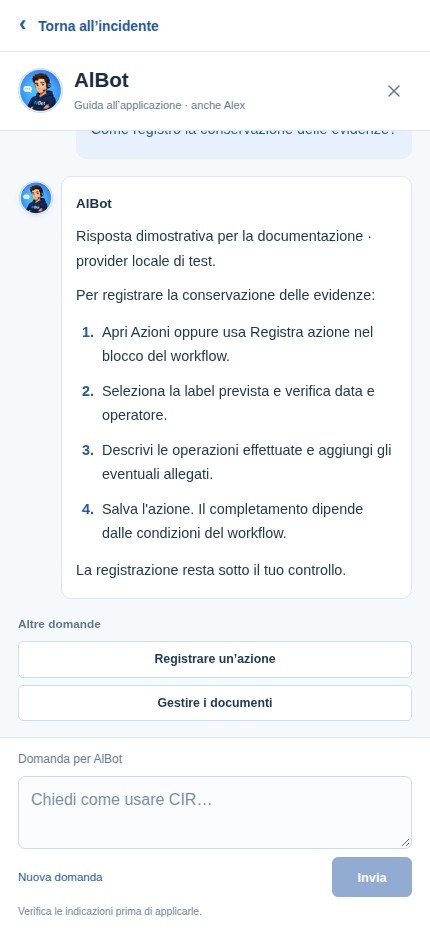 ‹ Torna all'incidente
AlBot
Guida all'applicazione · anche Alex
Come registro la conservazione delle evidenze?
AlBot
Risposta dimostrativa per la documentazione ·
provider locale di test.
Per registrare la conservazione delle evidenze:
1. Apri Azioni oppure usa Registra azione nel
blocco del workflow.
2. Seleziona la label prevista e verifica data e
operatore.
3. Descrivi le operazioni effettuate e aggiungi gli
eventuali allegati.
4. Salva l'azione. Il completamento dipende
dalle condizioni del workflow.
La registrazione resta sotto il tuo controllo.
Altre domande
Registrare un'azione
Gestire i documenti
Domanda per AlBot
Chiedi come usare CIR…
Nuova domanda
Invia
Verifica le indicazioni prima di applicarle.